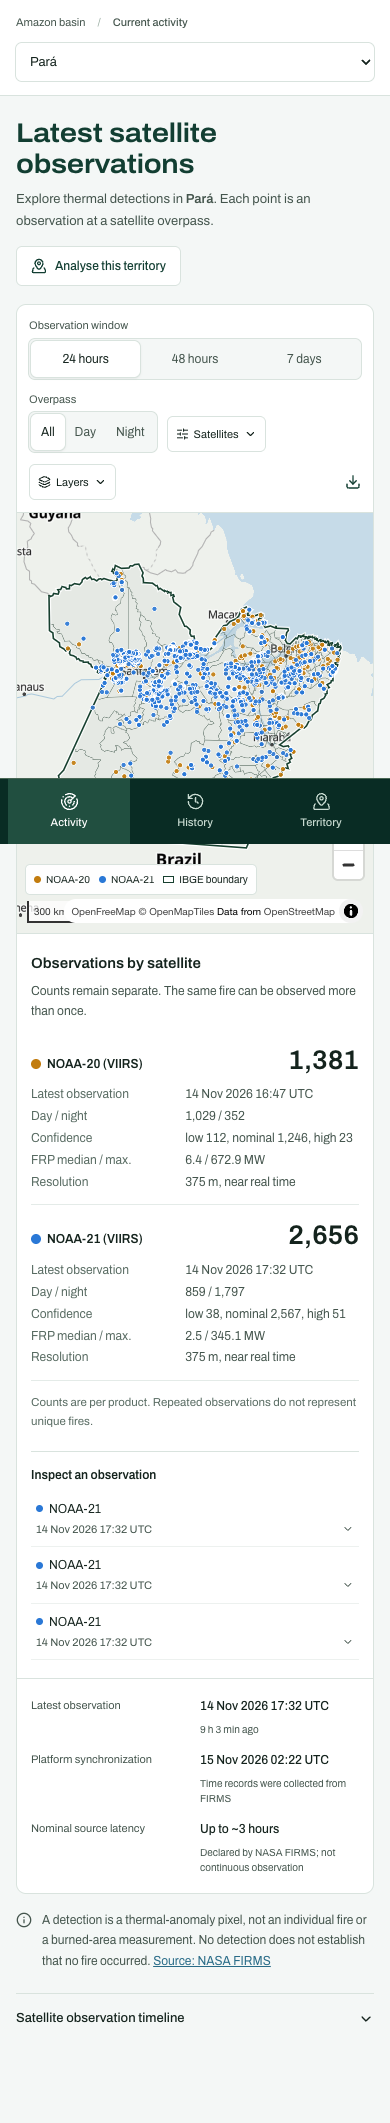 Amazon basin / Current activity
Pará
Latest satellite
observations
Explore thermal detections in Pará. Each point is an
observation at a satellite overpass.
Analyse this territory
Observation window
24 hours 48 hours 7 days
Overpass
All Day Night Satellites
Layers
Guyana
sta
Macap
anaus
Brazil
NOAA-20 NOAA-21 IBGE boundary
300 km OpenFreeMap © OpenMapTiles Data from OpenStreetMap
Activity History Territory
Observations by satellite
Counts remain separate. The same fire can be observed more
than once.
NOAA-20 (VIIRS) 1,381
Latest observation 14 Nov 2026 16:47 UTC
Day / night 1,029 / 352
Confidence low 112, nominal 1,246, high 23
FRP median / max. 6.4 / 672.9 MW
Resolution 375 m, near real time
NOAA-21 (VIIRS) 2,656
Latest observation 14 Nov 2026 17:32 UTC
Day / night 859 / 1,797
Confidence low 38, nominal 2,567, high 51
FRP median / max. 2.5 / 345.1 MW
Resolution 375 m, near real time
Counts are per product. Repeated observations do not represent
unique fires.
Inspect an observation
NOAA-21
14 Nov 2026 17:32 UTC
NOAA-21
14 Nov 2026 17:32 UTC
NOAA-21
14 Nov 2026 17:32 UTC
Latest observation 14 Nov 2026 17:32 UTC
9 h 3 min ago
Platform synchronization 15 Nov 2026 02:22 UTC
Time records were collected from
FIRMS
Nominal source latency Up to ~3 hours
Declared by NASA FIRMS; not
continuous observation
A detection is a thermal-anomaly pixel, not an individual fire or
a burned-area measurement. No detection does not establish
that no fire occurred. Source: NASA FIRMS
Satellite observation timeline